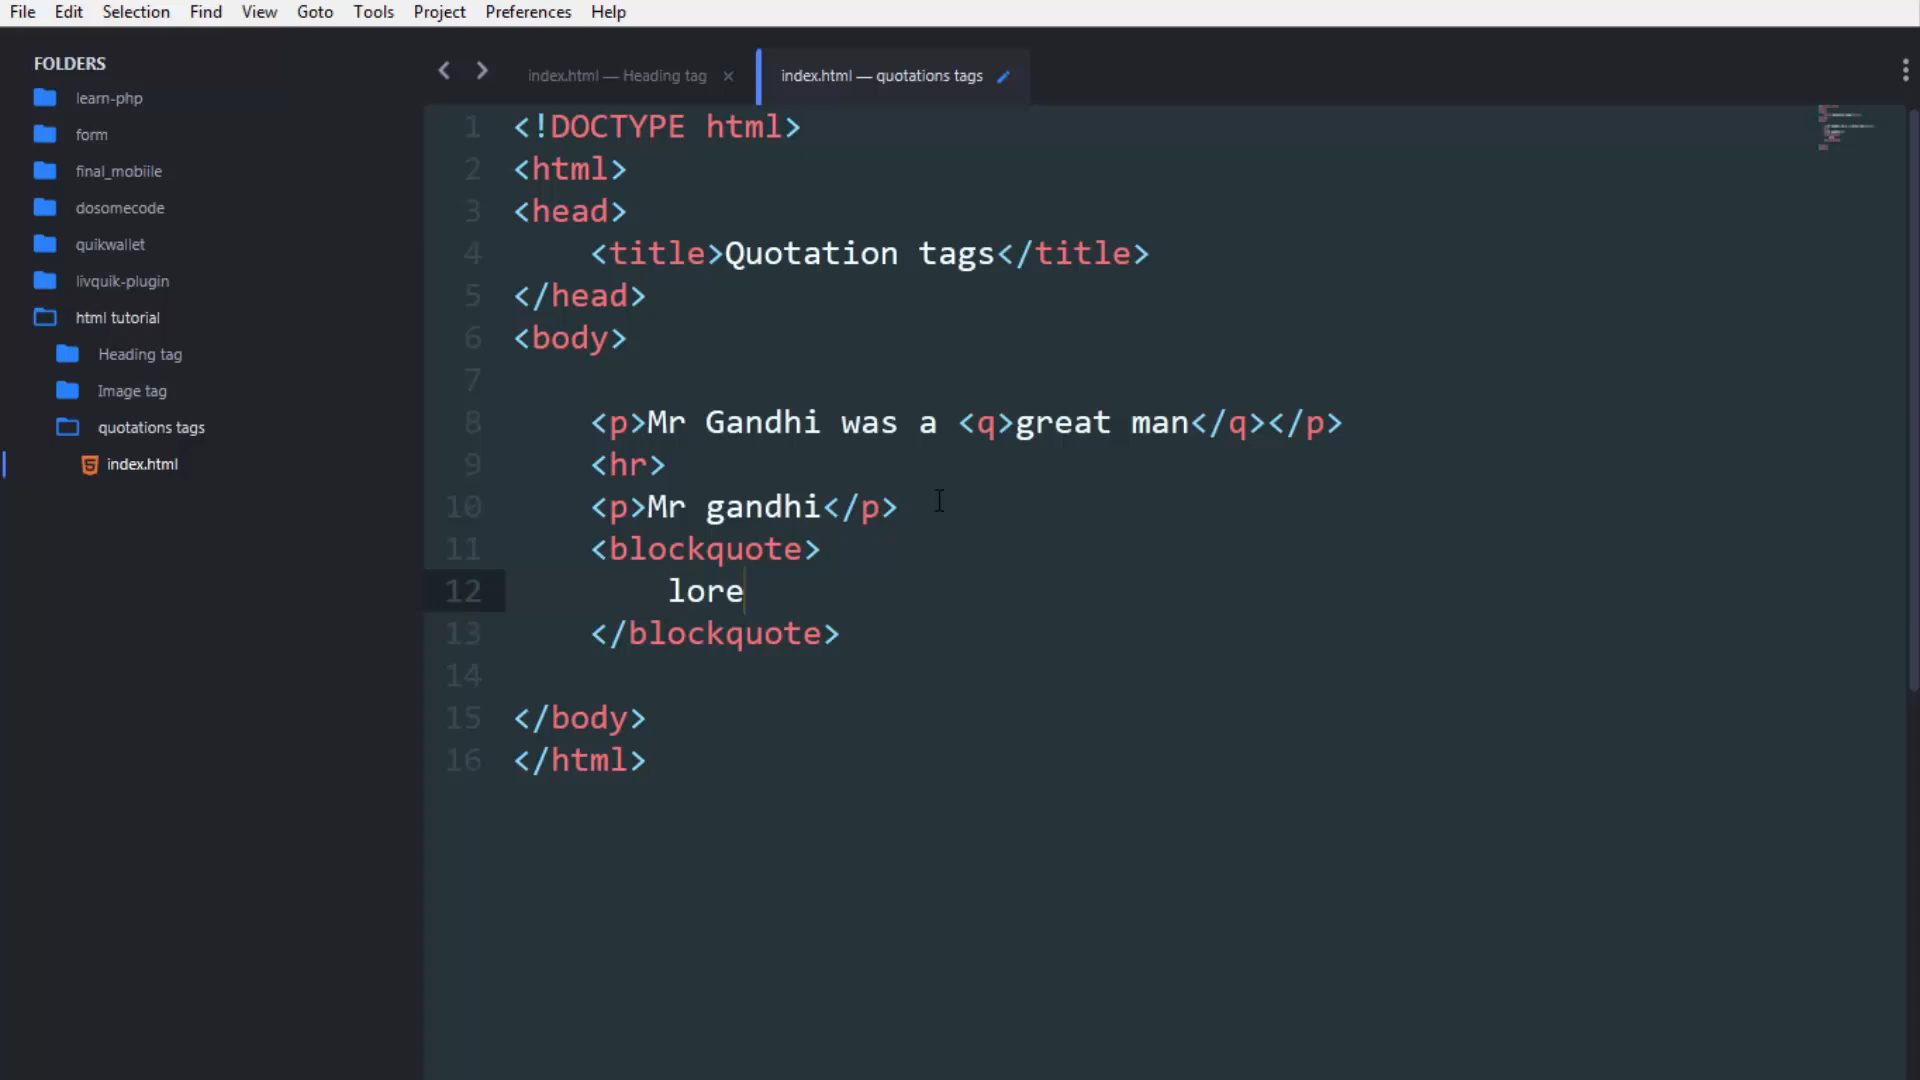 File Edit Selection Find View Goto Tools Project Preferences Help
FOLDERS
learn-php
form
final_mobiile
dosomecode
quikwallet
livquik-plugin
html tutorial
Heading tag
Image tag
quotations tags
index.html
index.html — Heading tag
index.html — quotations tags
1 <!DOCTYPE html>
2 <html>
3 <head>
4     <title>Quotation tags</title>
5 </head>
6 <body>
7
8     <p>Mr Gandhi was a <q>great man</q></p>
9     <hr>
10     <p>Mr gandhi</p>
11     <blockquote>
12         lore
13     </blockquote>
14
15 </body>
16 </html>